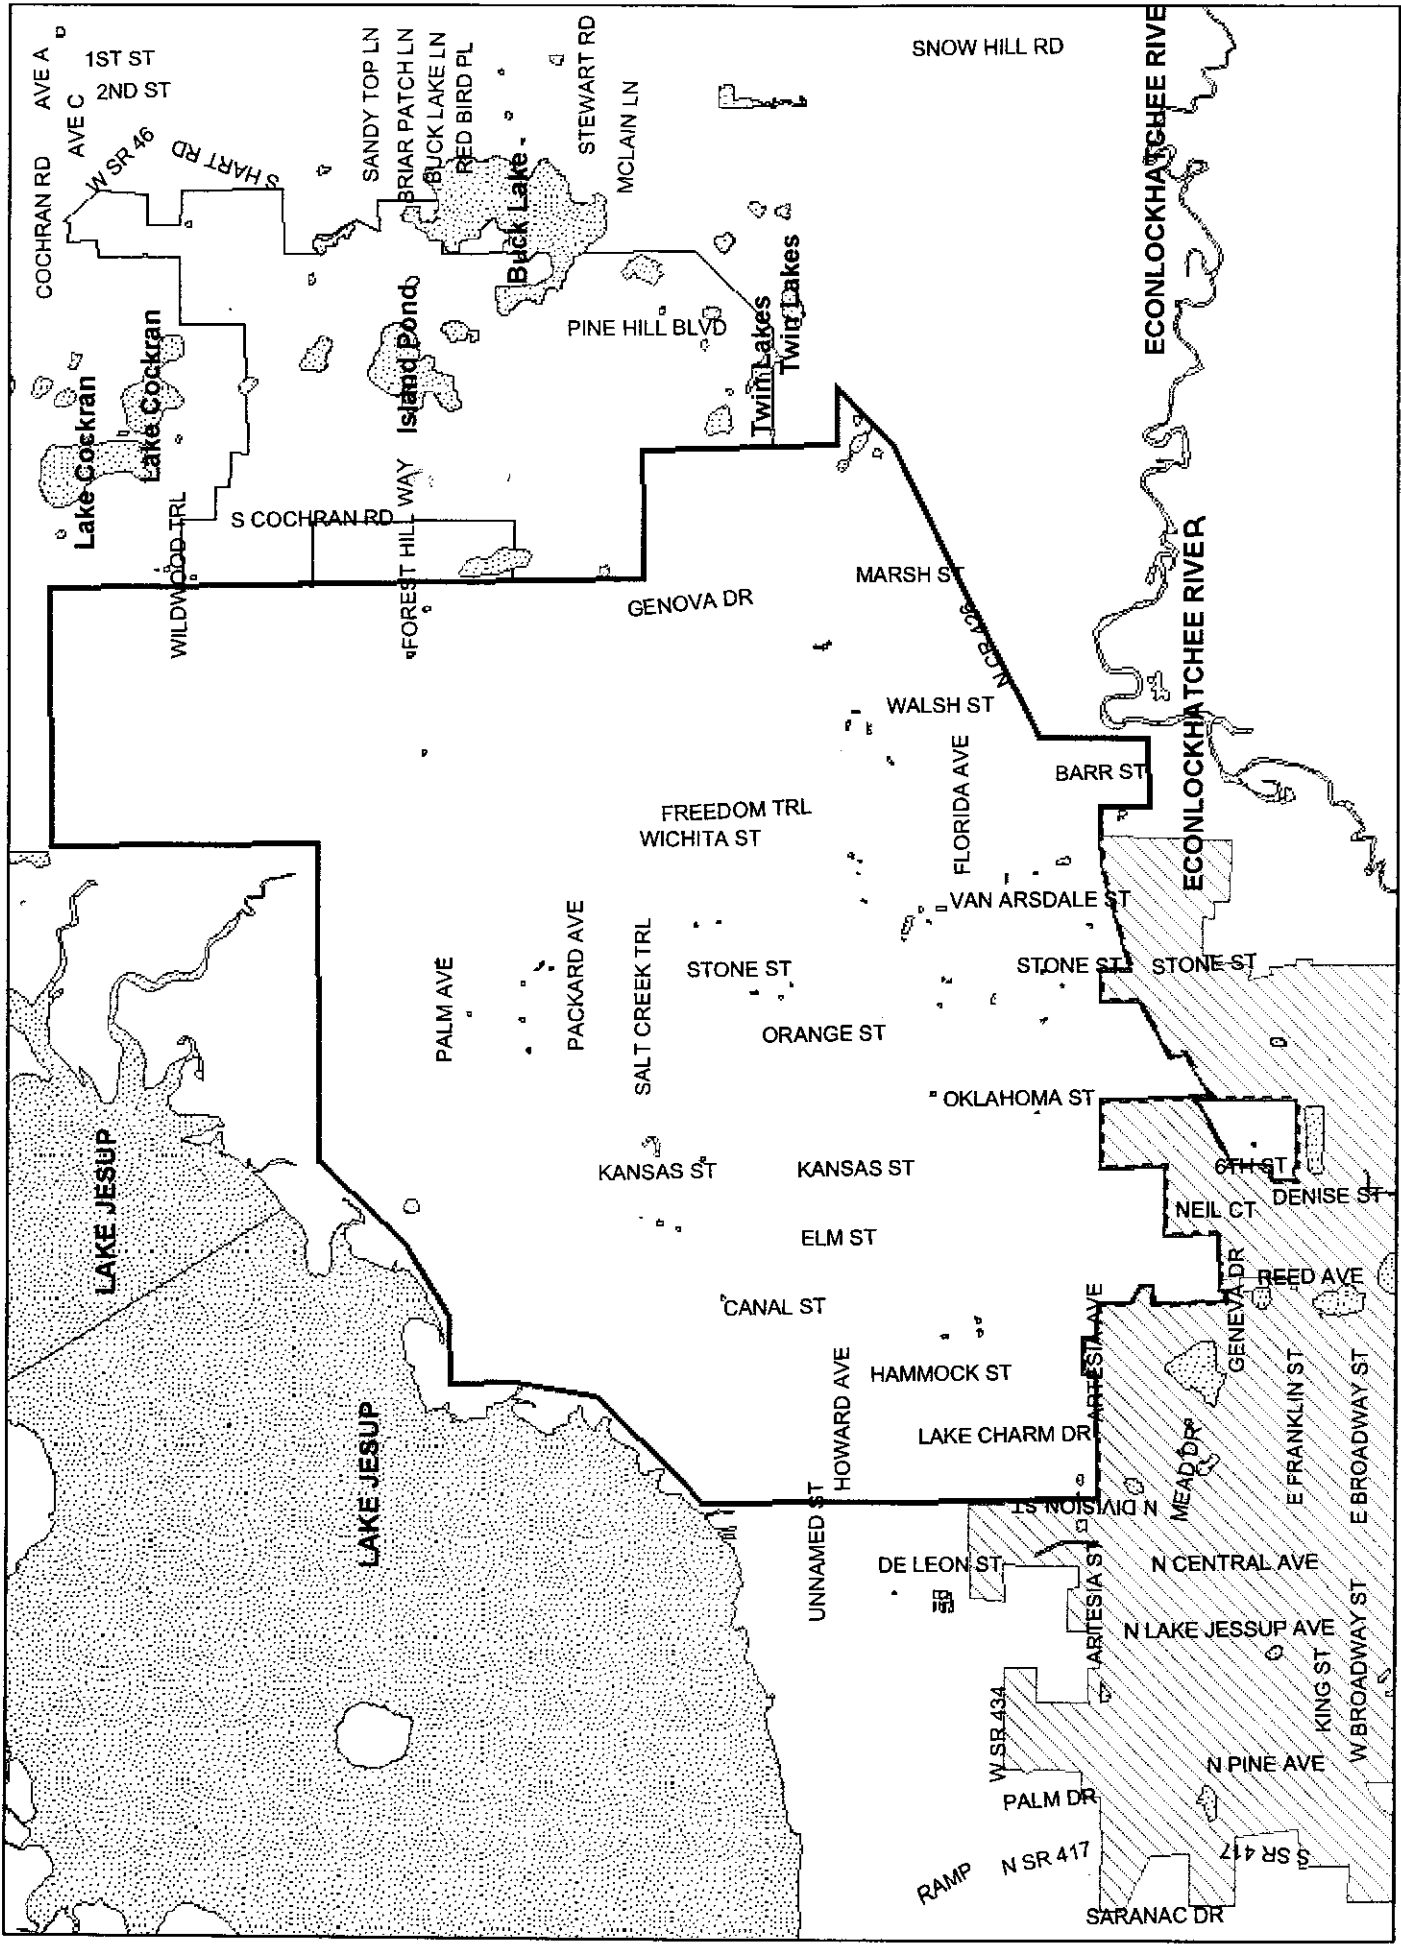 AVE A
1ST ST
2ND ST
AVE C
COCHRAN RD
W SR 46
S HART RD
SANDY TOP LN
BRIAR PATCH LN
BUCK LAKE LN
RED BIRD PL
STEWART RD
MCLAIN LN
SNOW HILL RD
ECONLOCKHATCHEE RIVE
Buck Lake
Lake Cockran
Lake Cockran
Island Pond
PINE HILL BLVD
Twin Lakes
Twin Lakes
WILDWOOD TRL
S COCHRAN RD
FOREST HILL WAY
GENOVA DR
MARSH ST
N CR 426
WALSH ST
ECONLOCKHATCHEE RIVER
FLORIDA AVE
BARR ST
FREEDOM TRL
WICHITA ST
VAN ARSDALE ST
PALM AVE
PACKARD AVE
SALT CREEK TRL
STONE ST
STONE ST
STONE ST
ORANGE ST
OKLAHOMA ST
LAKE JESUP
KANSAS ST
KANSAS ST
6TH ST
DENISE ST
NEIL CT
ELM ST
GENEVA DR
REED AVE
CANAL ST
ARTESIA AVE
HAMMOCK ST
HOWARD AVE
LAKE JESUP
LAKE CHARM DR
MEAD DR
E FRANKLIN ST
E BROADWAY ST
N DIVISION ST
UNNAMED ST
DE LEON ST
ARTESIA ST
N CENTRAL AVE
N LAKE JESSUP AVE
KING ST
W BROADWAY ST
W SR 434
N PINE AVE
PALM DR
RAMP
N SR 417
S SR 417
SARANAC DR